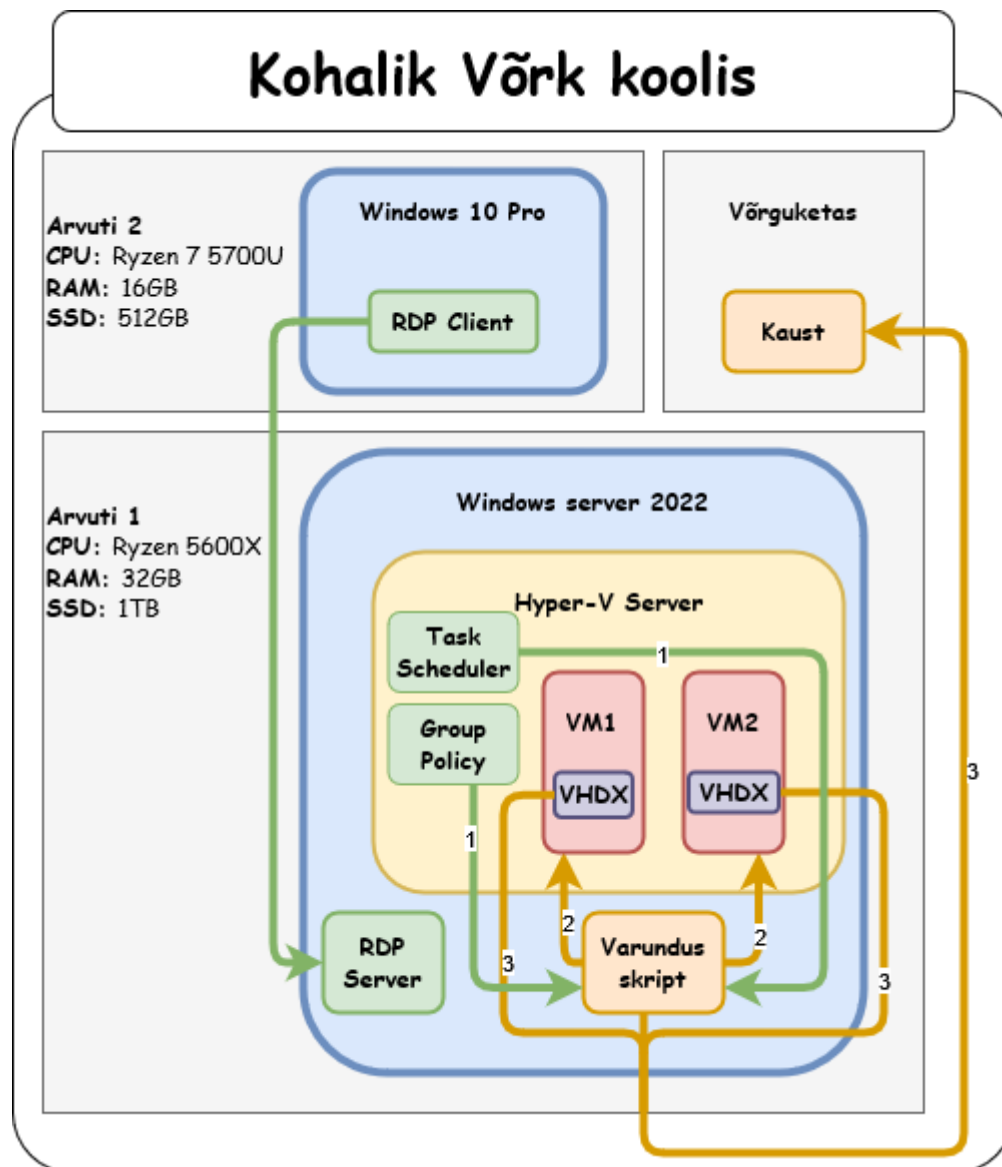 Kohalik Võrk koolis
Arvuti 2
CPU: Ryzen 7 5700U
RAM: 16GB
SSD: 512GB
Windows 10 Pro
RDP Client
Võrguketas
Kaust
Arvuti 1
CPU: Ryzen 5600X
RAM: 32GB
SSD: 1TB
Windows server 2022
Hyper-V Server
Task
Scheduler
1
Group
Policy
VM1
VM2
VHDX
VHDX
3
1
2
2
3
3
RDP
Server
Varundus
skript